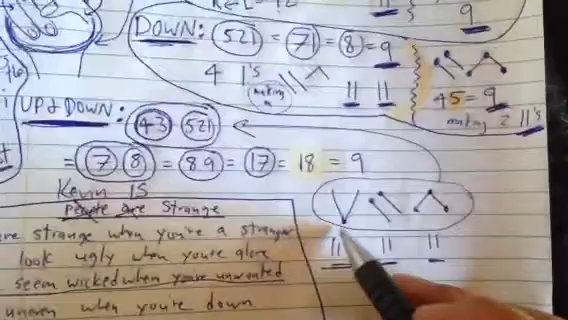 11 9
DOWN: 521 = 71 = 8 = 9
4 1's 11 11
making
45 = 9
making 2 11's
UP & DOWN: 43 521
= 7 8 = 89 = 17 = 18 = 9
Kevin IS
People are Strange
are strange when you're a stranger
look ugly when you're alone
seem wicked when you're unwanted
uneven when you're down
11 11 11